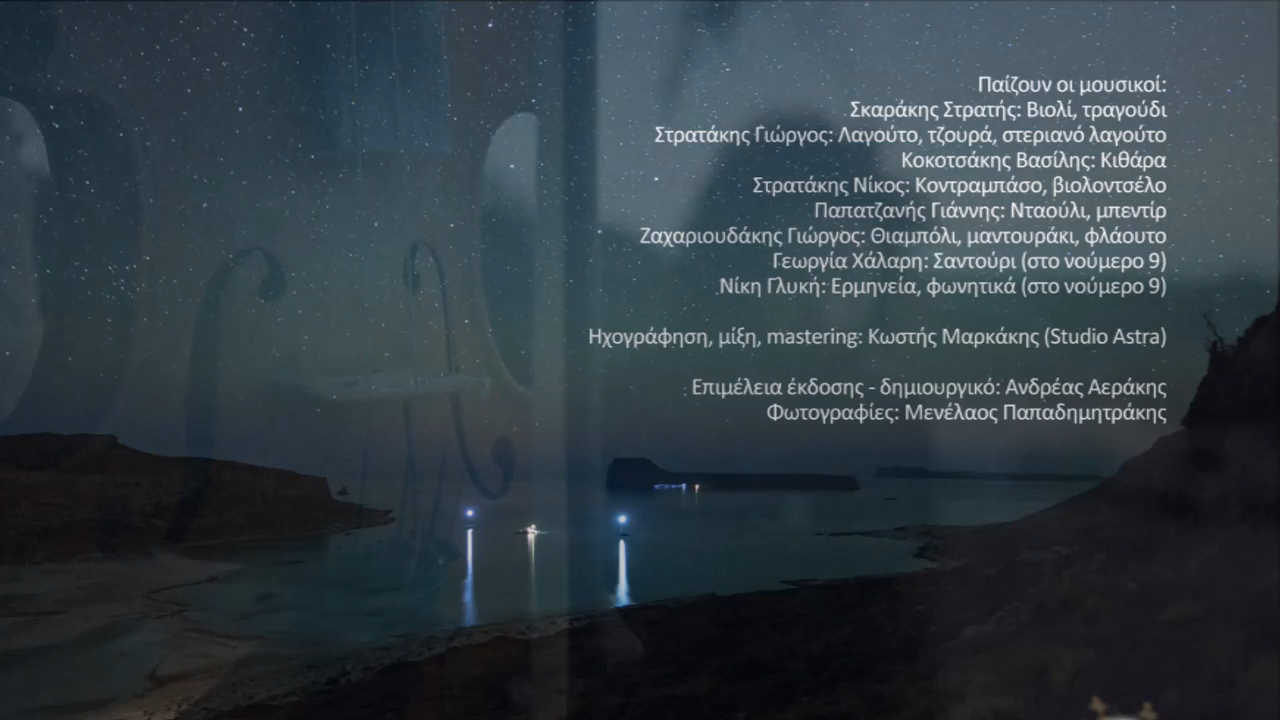 Παίζουν οι μουσικοί:
Σκαράκης Στρατής: Βιολί, τραγούδι
Στρατάκης Γιώργος: Λαγούτο, τζουρά, στεριανό λαγούτο
Κοκοτσάκης Βασίλης: Κιθάρα
Στρατάκης Νίκος: Κοντραμπάσο, βιολοντσέλο
Παπατζανής Γιάννης: Νταούλι, μπεντίρ
Ζαχαριουδάκης Γιώργος: Θιαμπόλι, μαντουράκι, φλάουτο
Γεωργία Χάλαρη: Σαντούρι (στο νούμερο 9)
Νίκη Γλυκή: Ερμηνεία, φωνητικά (στο νούμερο 9)
Ηχογράφηση, μίξη, mastering: Κωστής Μαρκάκης (Studio Astra)
Επιμέλεια έκδοσης - δημιουργικό: Ανδρέας Αεράκης
Φωτογραφίες: Μενέλαος Παπαδημητράκης